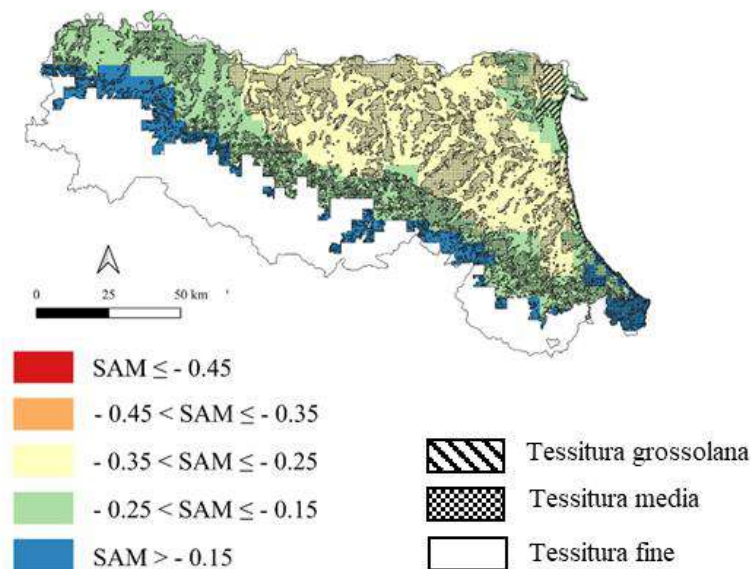 0 25 50 km
SAM ≤ - 0.45
- 0.45 < SAM ≤ - 0.35
- 0.35 < SAM ≤ - 0.25
- 0.25 < SAM ≤ - 0.15
SAM > - 0.15
Tessitura grossolana
Tessitura media
Tessitura fine